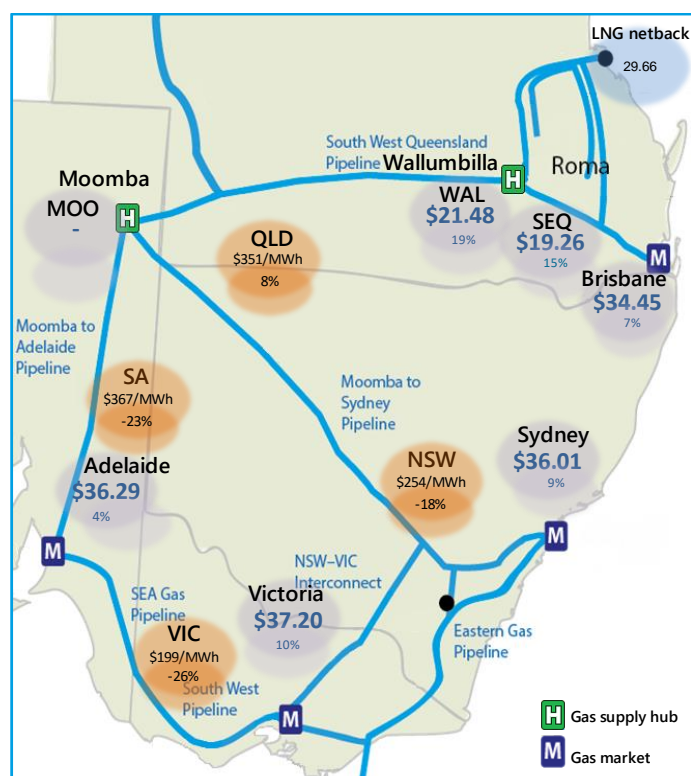 LNG netback
29.66
South West Queensland
Pipeline
Wallumbilla
H
Roma
Moomba
MOO
-
H
WAL
$21.48
19%
SEQ
$19.26
15%
M
QLD
$351/MWh
8%
Brisbane
$34.45
7%
Moomba to
Adelaide
Pipeline
SA
$367/MWh
-23%
Moomba to
Sydney
Pipeline
Adelaide
$36.29
4%
NSW
$254/MWh
-18%
Sydney
$36.01
9%
M
M
NSW–VIC
Interconnect
SEA Gas
Pipeline
Victoria
$37.20
10%
VIC
$199/MWh
-26%
South West
Pipeline
Eastern Gas
Pipeline
M
H Gas supply hub
M Gas market